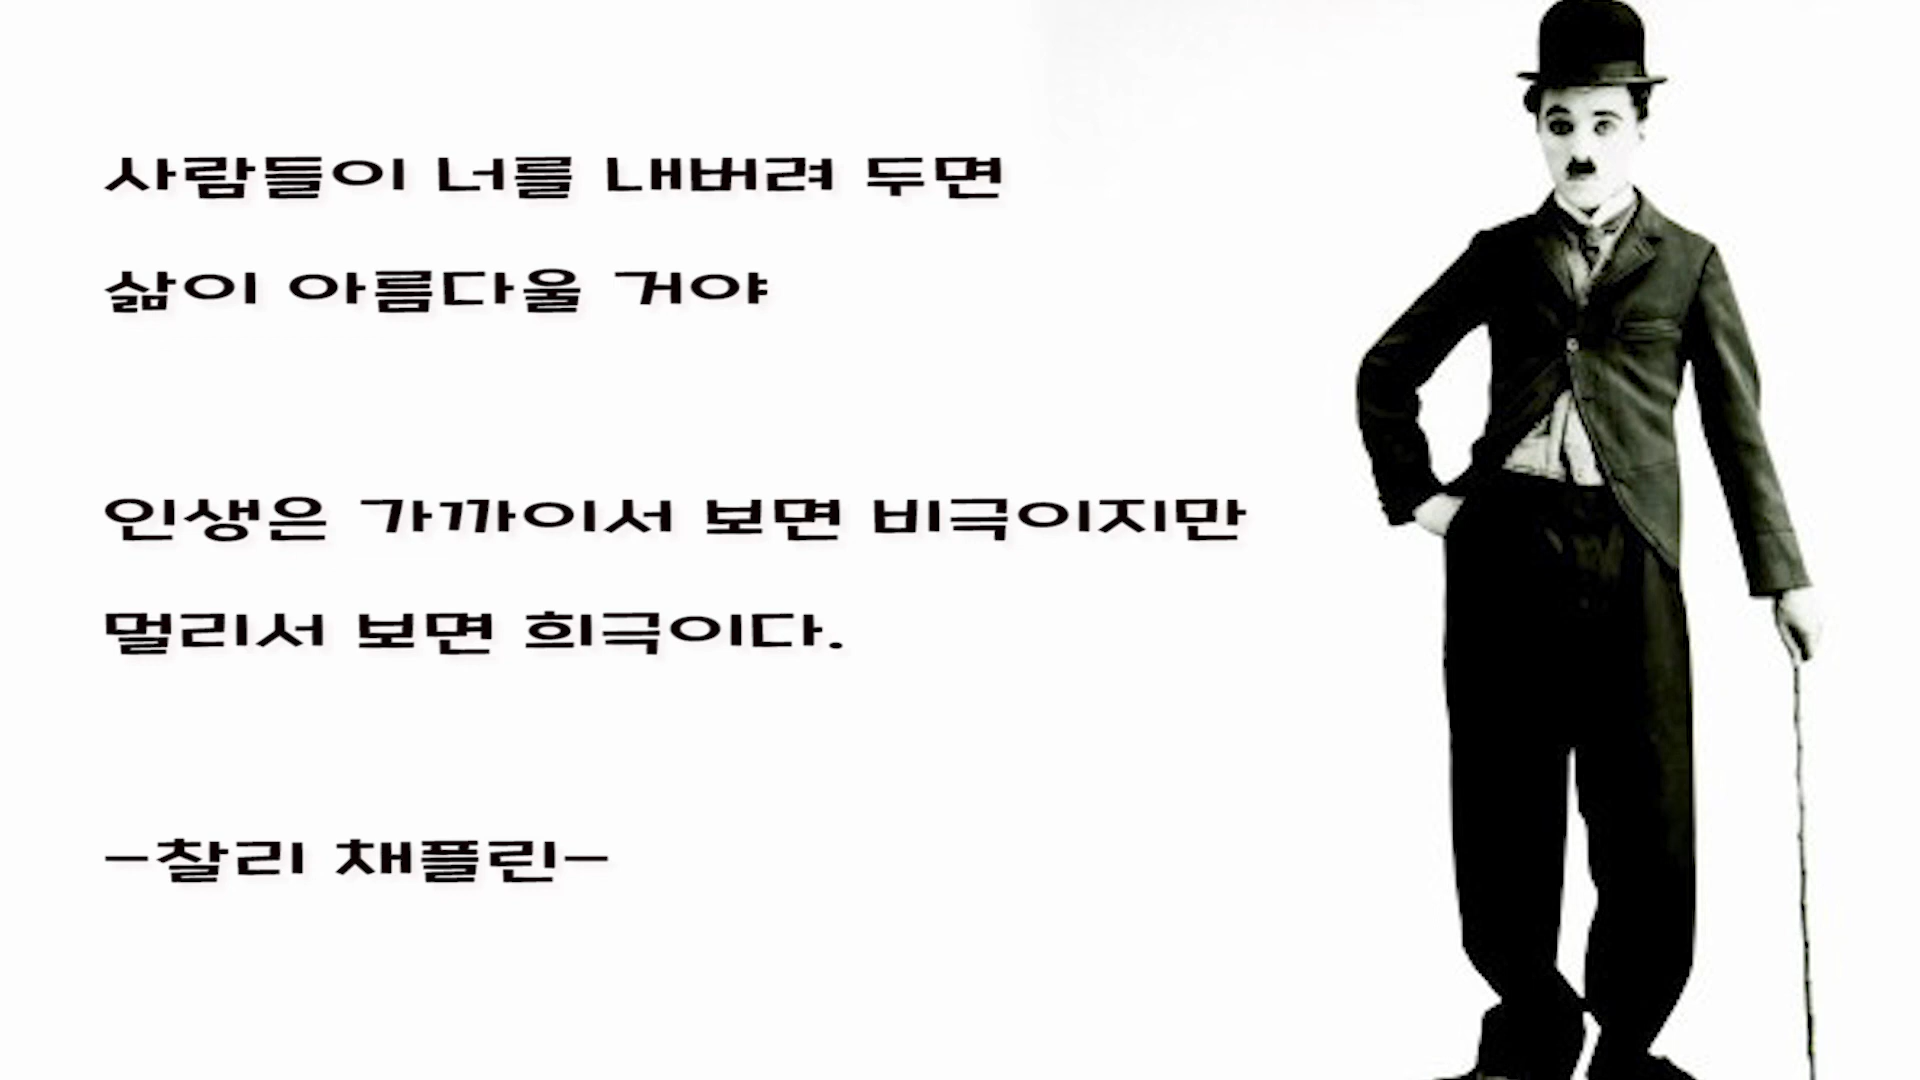 사람들이 너를 내버려 두면
삶이 아름다울 거야
인생은 가까이서 보면 비극이지만
멀리서 보면 희극이다.
-찰리 채플린-